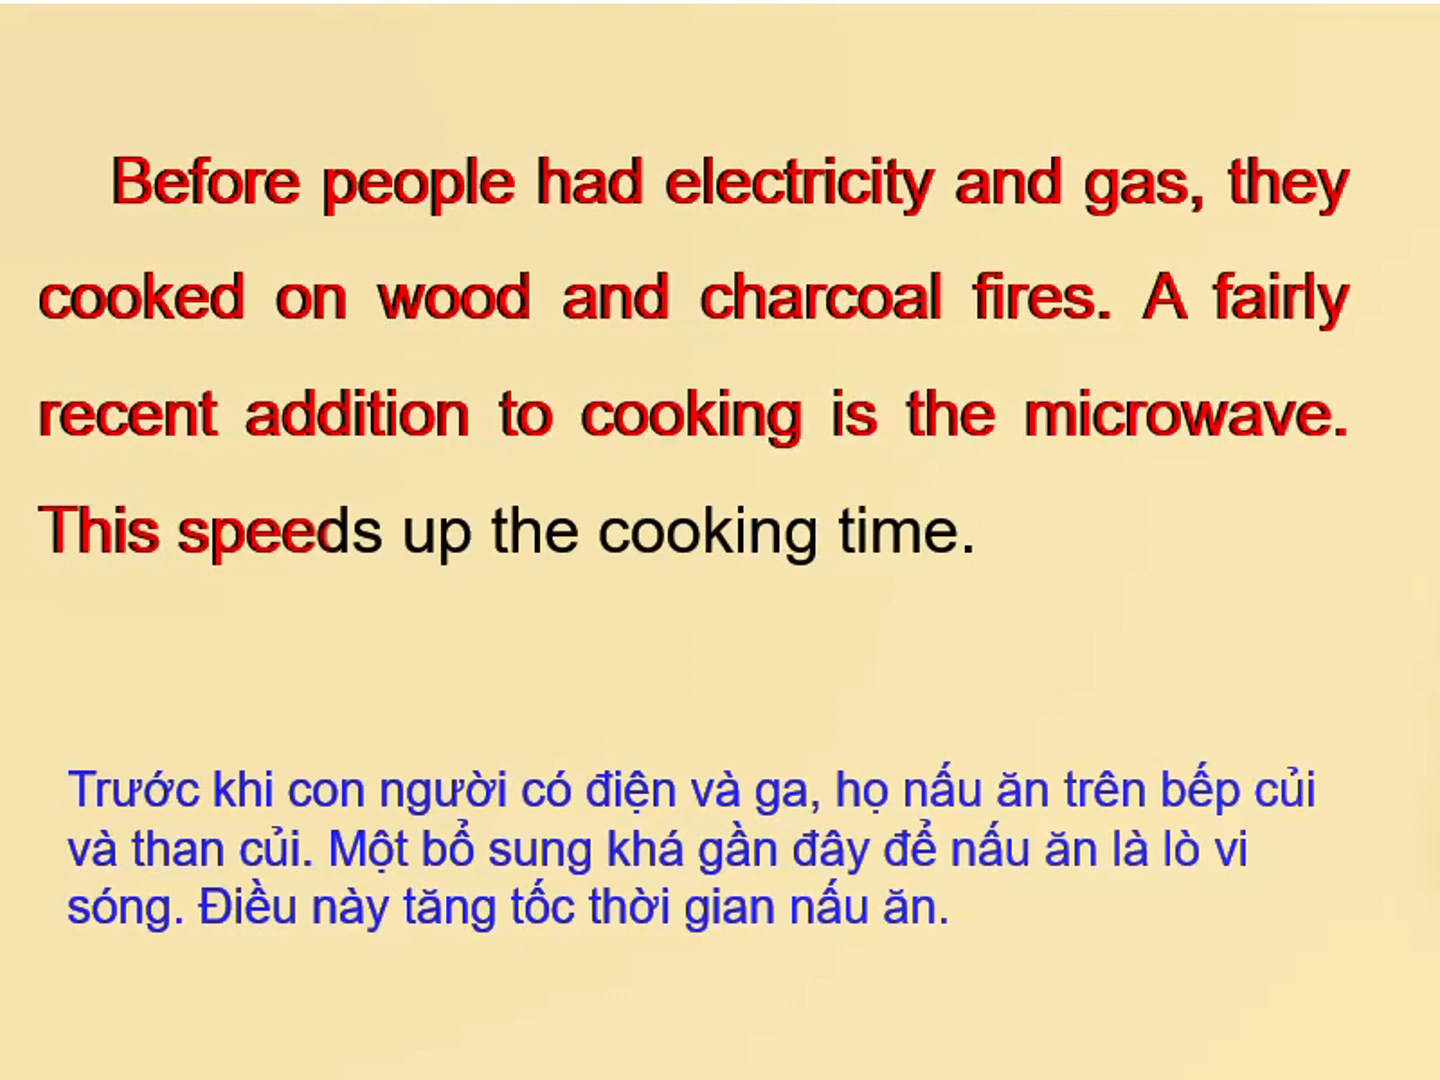 Before people had electricity and gas, they
cooked on wood and charcoal fires. A fairly
recent addition to cooking is the microwave.
This speeds up the cooking time.
Trước khi con người có điện và ga, họ nấu ăn trên bếp củi
và than củi. Một bổ sung khá gần đây để nấu ăn là lò vi
sóng. Điều này tăng tốc thời gian nấu ăn.